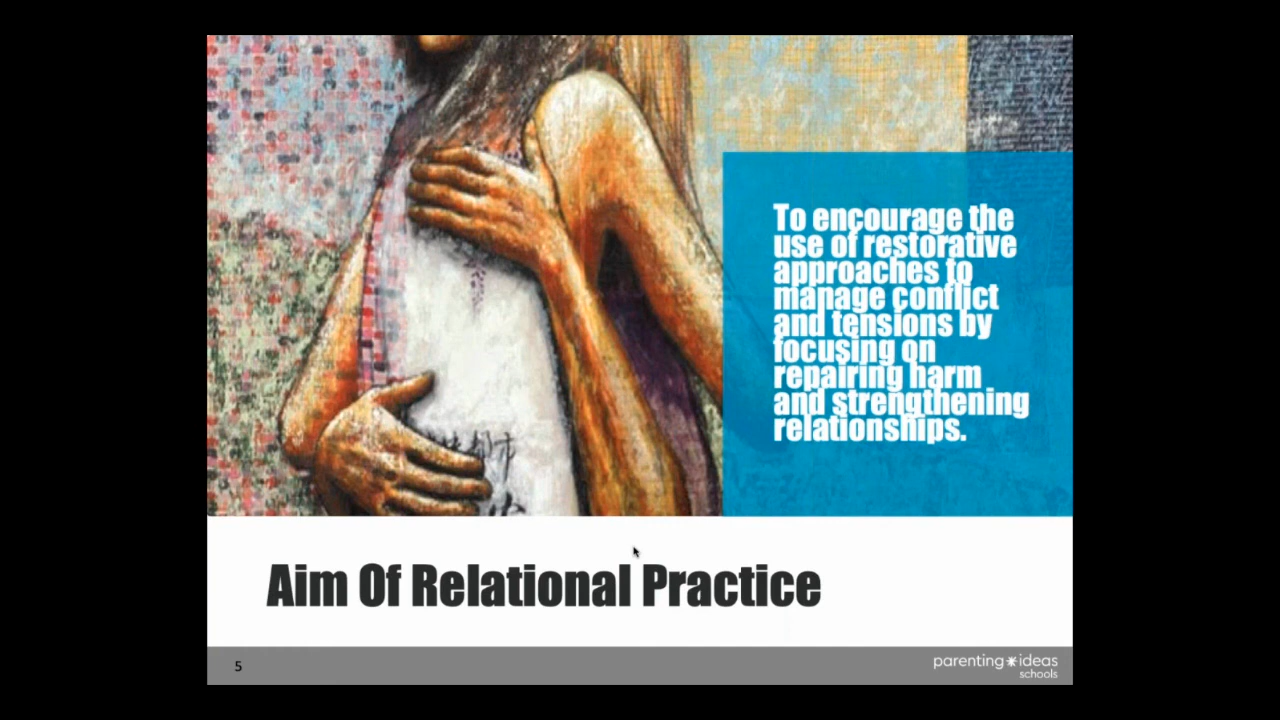 To encourage the
use of restorative
approaches to
manage conflict
and tensions by
focusing on
repairing harm
and strengthening
relationships.
Aim Of Relational Practice
5
parenting*ideas
schools